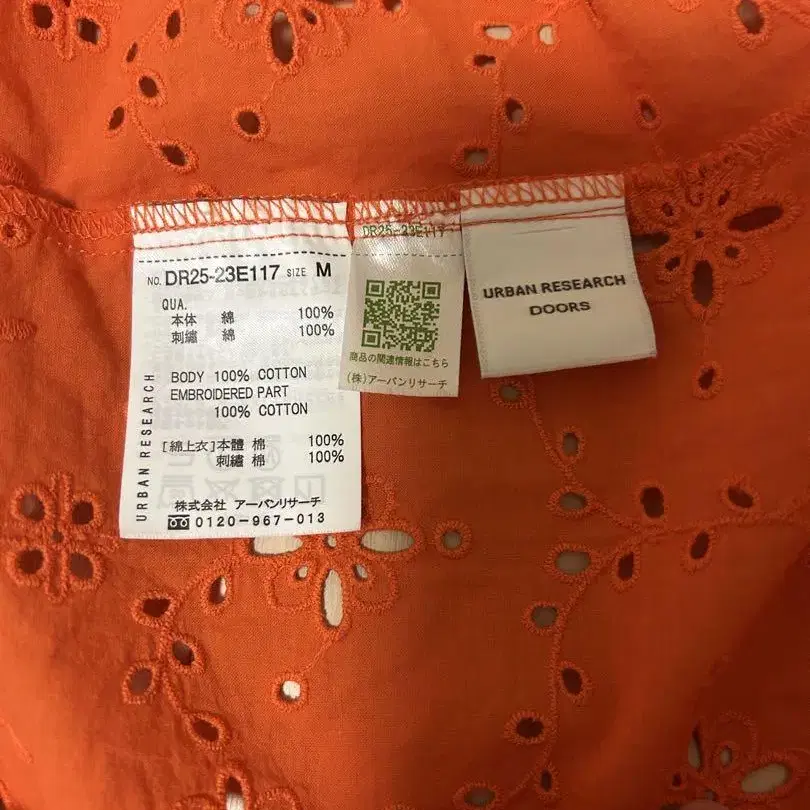 NO. DR25-23E117 SIZE M
QUA.
本体 綿 100%
刺繍 綿 100%
BODY 100% COTTON
EMBROIDERED PART
100% COTTON
[綿上衣]本體 棉 100%
刺繍 棉 100%
URBAN RESEARCH
株式会社 アーバンリサーチ
0120-967-013
DR25-23E117
商品の関連情報はこちら
(株)アーバンリサーチ
URBAN RESEARCH
DOORS